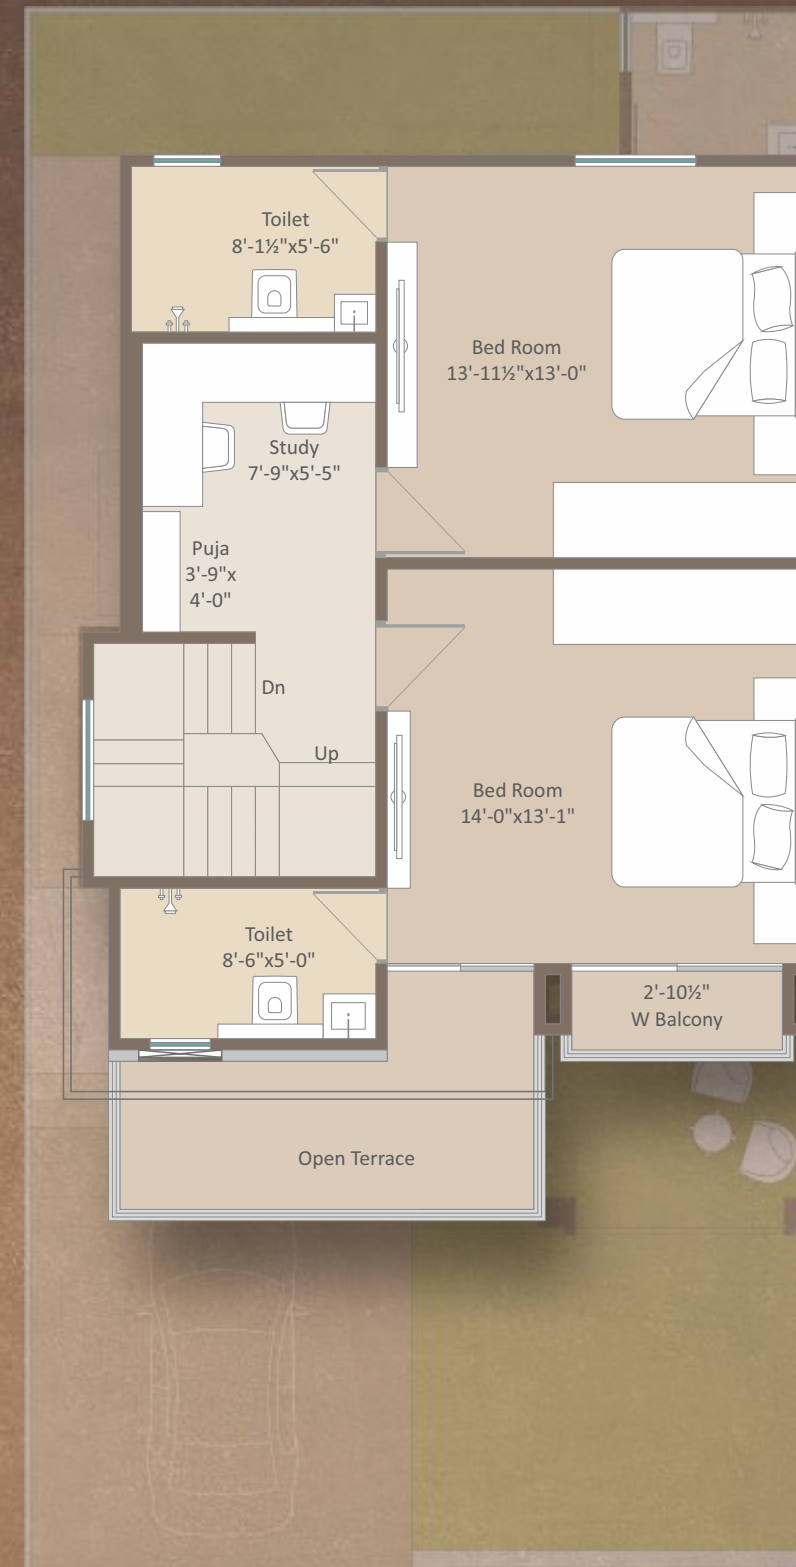 Toilet
8'-1½"x5'-6"
Bed Room
13'-11½"x13'-0"
Study
7'-9"x5'-5"
Puja
3'-9"x
4'-0"
Dn
Up
Bed Room
14'-0"x13'-1"
Toilet
8'-6"x5'-0"
2'-10½"
W Balcony
Open Terrace